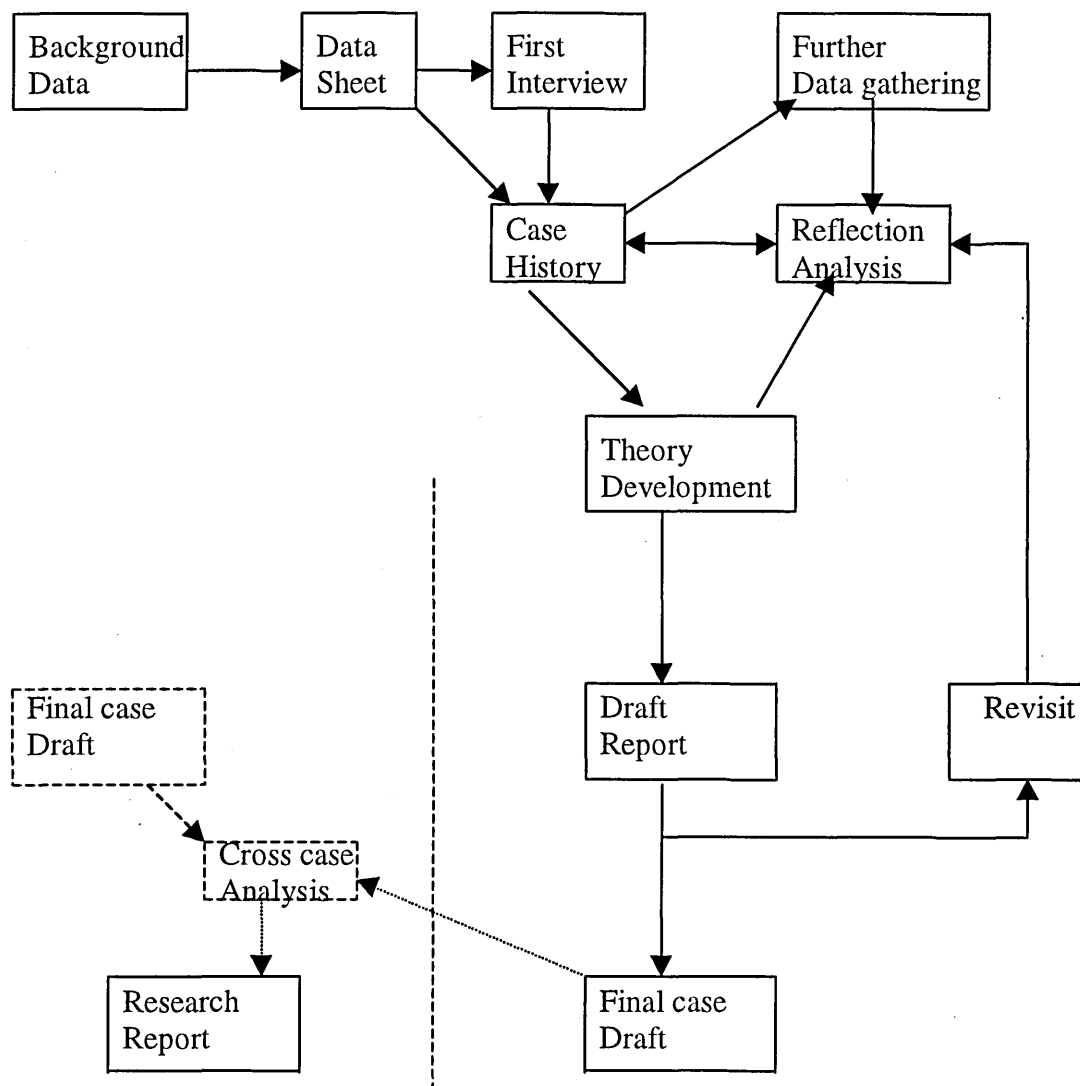 Background
Data
Data
Sheet
First
Interview
Further
Data gathering
Case
History
Reflection
Analysis
Theory
Development
Final case
Draft
Draft
Report
Revisit
Cross case
Analysis
Research
Report
Final case
Draft